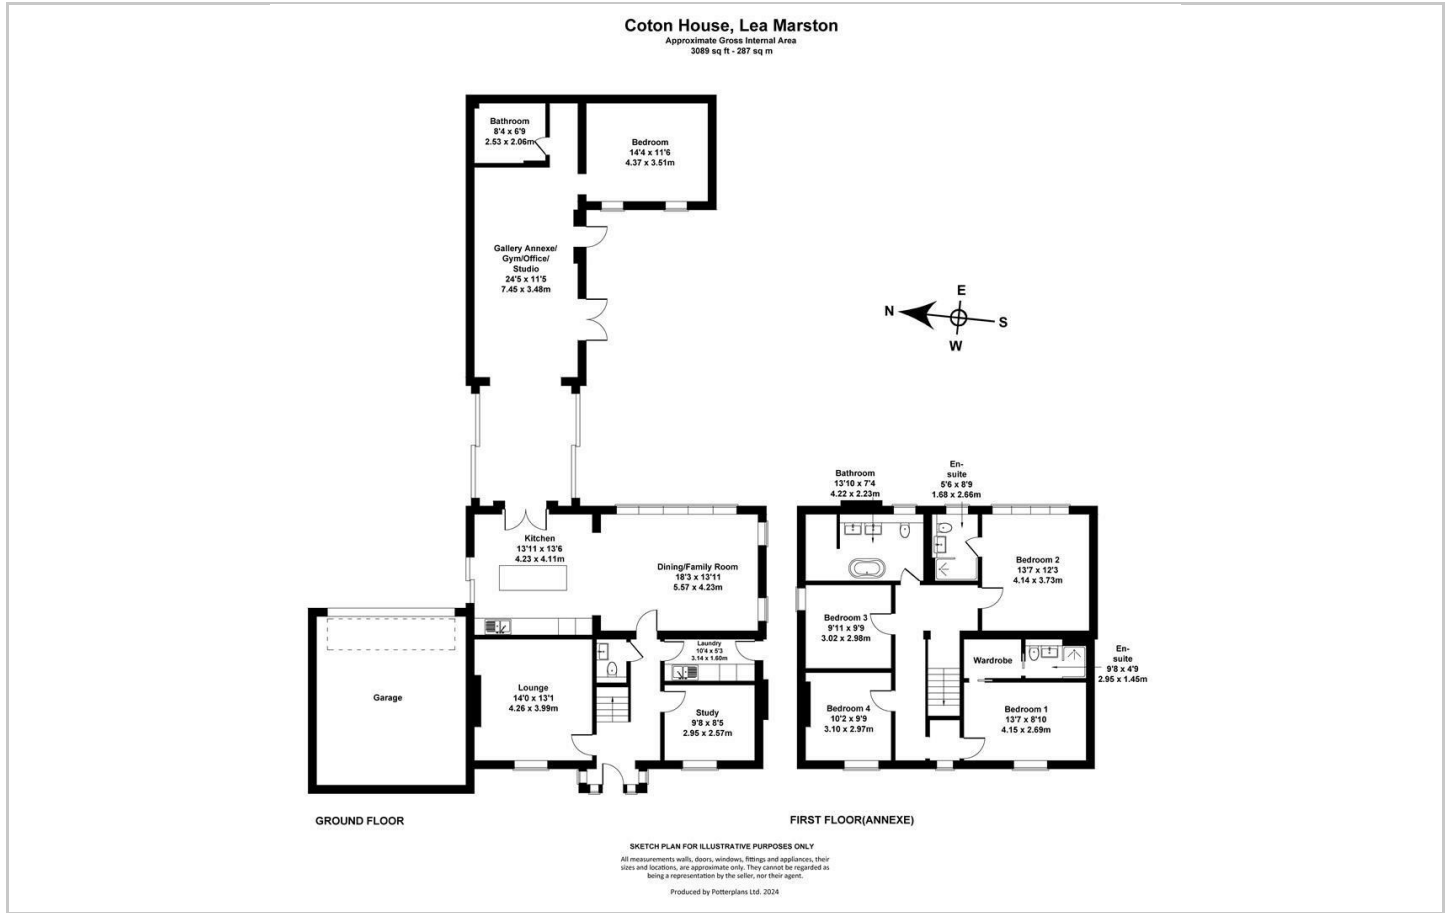 Coton House, Lea Marston
Approximate Gross Internal Area
3089 sq ft - 287 sq m
Bathroom
8'4 x 6'9
2.53 x 2.06m
Bedroom
14'4 x 11'6
4.37 x 3.51m
Gallery Annexe/
Gym/Office/
Studio
24'5 x 11'5
7.45 x 3.48m
E
N
S
W
Kitchen
13'11 x 13'6
4.23 x 4.11m
Dining/Family Room
18'3 x 13'11
5.57 x 4.23m
Laundry
10'4 x 5'3
3.14 x 1.60m
Garage
Lounge
14'0 x 13'1
4.26 x 3.99m
Study
9'8 x 8'5
2.95 x 2.57m
GROUND FLOOR
Bathroom
13'10 x 7'4
4.22 x 2.23m
En-
suite
5'6 x 8'9
1.68 x 2.66m
Bedroom 2
13'7 x 12'3
4.14 x 3.73m
Bedroom 3
9'11 x 9'9
3.02 x 2.98m
Wardrobe
En-
suite
9'8 x 4'9
2.95 x 1.45m
Bedroom 4
10'2 x 9'9
3.10 x 2.97m
Bedroom 1
13'7 x 8'10
4.15 x 2.69m
FIRST FLOOR(ANNEXE)
SKETCH PLAN FOR ILLUSTRATIVE PURPOSES ONLY
All measurements walls, doors, windows, fittings and appliances, their
sizes and locations, are approximate only. They cannot be regarded as
being a representation by the seller, nor their agent.
Produced by Potterplans Ltd. 2024